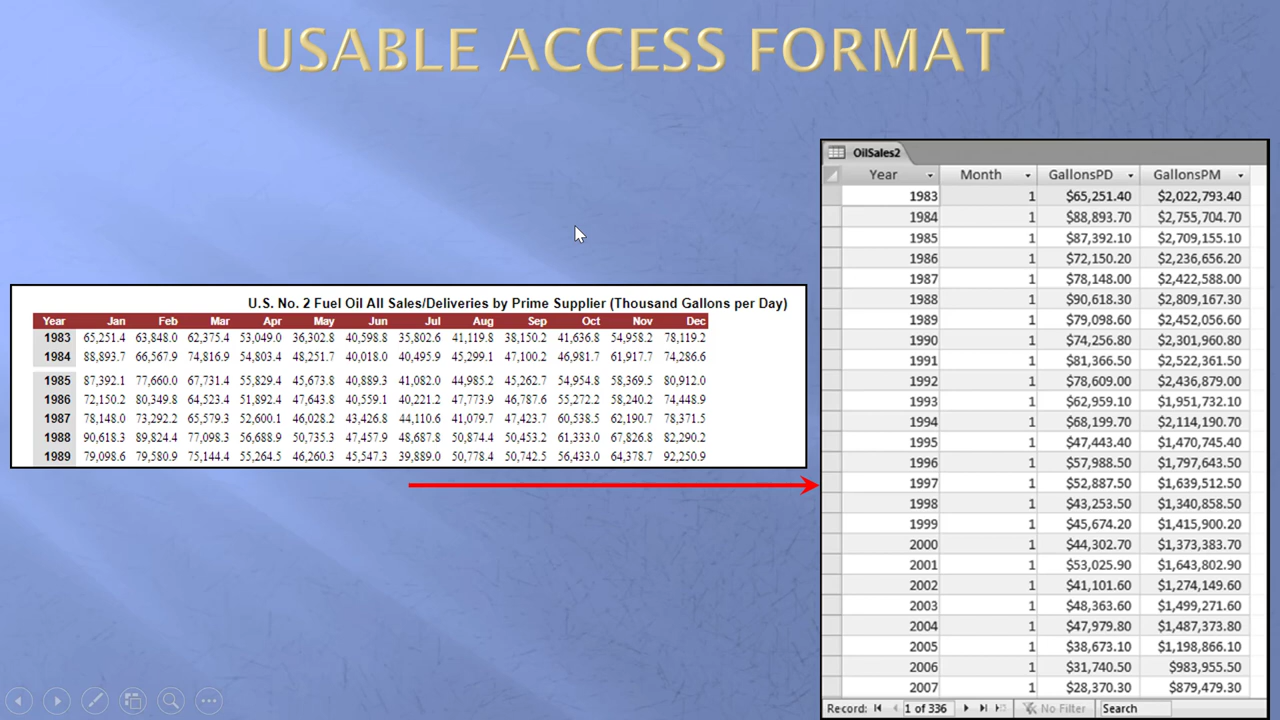 USABLE ACCESS FORMAT
U.S. No. 2 Fuel Oil All Sales/Deliveries by Prime Supplier (Thousand Gallons per Day)
Year Jan Feb Mar Apr May Jun Jul Aug Sep Oct Nov Dec
1983 65,251.4 63,848.0 62,375.4 53,049.0 36,302.8 40,598.8 35,802.6 41,119.8 38,150.2 41,636.8 54,958.2 78,119.2
1984 88,893.7 66,567.9 74,816.9 54,803.4 48,251.7 40,018.0 40,495.9 45,299.1 47,100.2 46,981.7 61,917.7 74,286.6
1985 87,392.1 77,660.0 67,731.4 55,829.4 45,673.8 40,889.3 41,082.0 44,985.2 45,262.7 54,954.8 58,369.5 80,912.0
1986 72,150.2 80,349.8 64,523.4 51,892.4 47,643.8 40,559.1 40,221.2 47,773.9 46,787.6 55,272.2 58,240.2 74,448.9
1987 78,148.0 73,292.2 65,579.3 52,600.1 46,028.2 43,426.8 44,110.6 41,079.7 47,423.7 60,538.5 62,190.7 78,371.5
1988 90,618.3 89,824.4 77,098.3 56,688.9 50,735.3 47,457.9 48,687.8 50,874.4 50,453.2 61,333.0 67,826.8 82,290.2
1989 79,098.6 79,580.9 75,144.4 55,264.5 46,260.3 45,547.3 39,889.0 50,778.4 50,742.5 56,433.0 64,378.7 92,250.9
OilSales2
Year Month GallonsPD GallonsPM
1983 1 $65,251.40 $2,022,793.40
1984 1 $88,893.70 $2,755,704.70
1985 1 $87,392.10 $2,709,155.10
1986 1 $72,150.20 $2,236,656.20
1987 1 $78,148.00 $2,422,588.00
1988 1 $90,618.30 $2,809,167.30
1989 1 $79,098.60 $2,452,056.60
1990 1 $74,256.80 $2,301,960.80
1991 1 $81,366.50 $2,522,361.50
1992 1 $78,609.00 $2,436,879.00
1993 1 $62,959.10 $1,951,732.10
1994 1 $68,199.70 $2,114,190.70
1995 1 $47,443.40 $1,470,745.40
1996 1 $57,988.50 $1,797,643.50
1997 1 $52,887.50 $1,639,512.50
1998 1 $43,253.50 $1,340,858.50
1999 1 $45,674.20 $1,415,900.20
2000 1 $44,302.70 $1,373,383.70
2001 1 $53,025.90 $1,643,802.90
2002 1 $41,101.60 $1,274,149.60
2003 1 $48,363.60 $1,499,271.60
2004 1 $47,979.80 $1,487,373.80
2005 1 $38,673.10 $1,198,866.10
2006 1 $31,740.50 $983,955.50
2007 1 $28,370.30 $879,479.30
Record: 1 of 336 No Filter Search